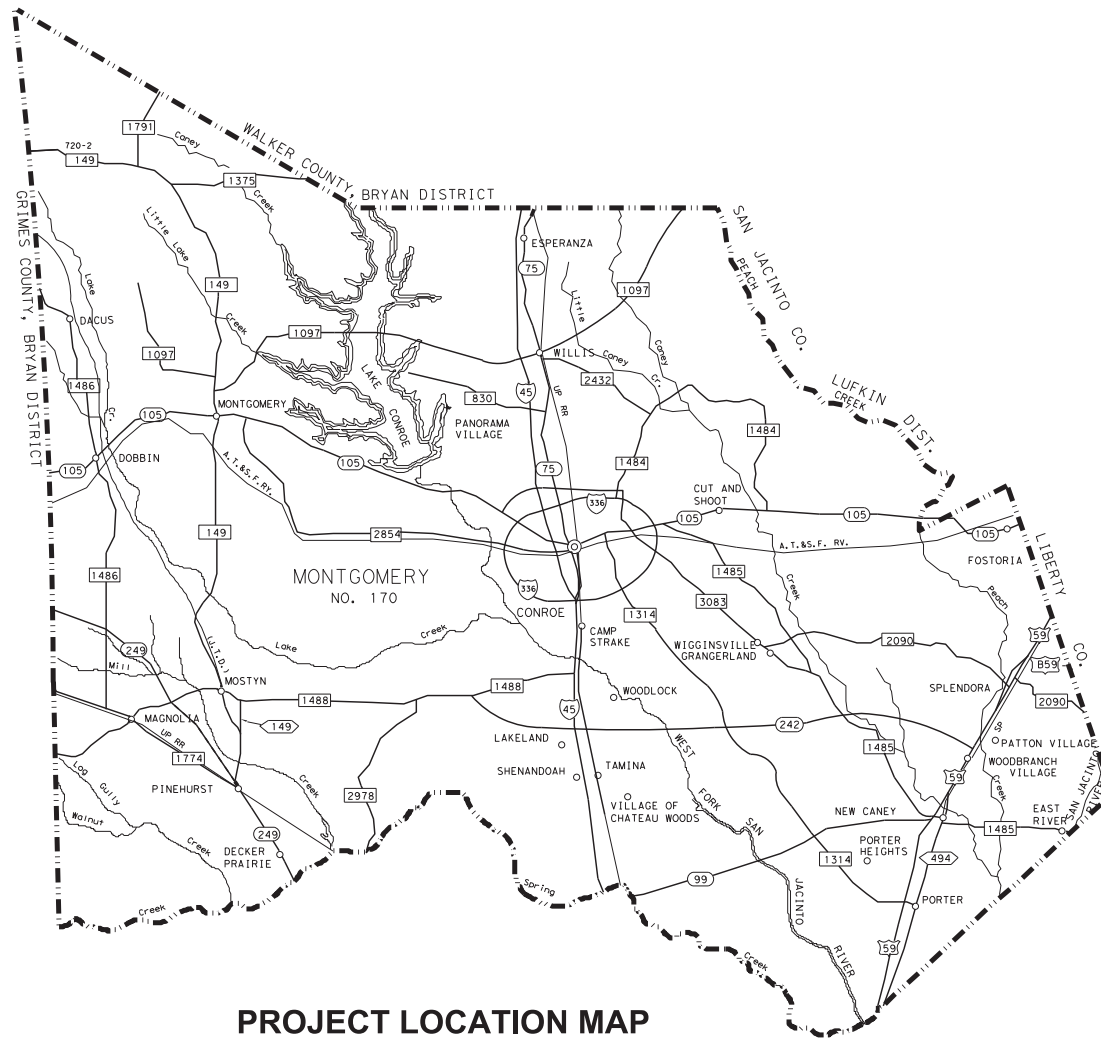 WALKER COUNTY, BRYAN DISTRICT
GRIMES COUNTY, BRYAN DISTRICT
SAN JACINTO CO.
PEACH
CREEK
LUFKIN DIST.
LIBERTY CO.
1791
Caney
Creek
720-2
149
1375
Little Lake
Creek
149
ESPERANZA
75
Little
Caney
Cr.
Caney
Creek
1097
Lake
Cr.
DACUS
1097
1097
WILLIS
2432
1486
LAKE
CONROE
45
UP RR
830
PANORAMA
VILLAGE
MONTGOMERY
105
1484
DOBBIN
105
A.T.&S.F.RY.
105
75
1484
CUT AND
SHOOT
336
105
105
105
FOSTORIA
149
2854
A.T.&S.F. RV.
1485
Peach
Creek
1486
MONTGOMERY
NO. 170
336
CONROE
1314
3083
CAMP
STRAKE
Lake
Creek
249
Mill
(L.T.D.)
Creek
WIGGINSVILLE
GRANGERLAND
2090
59
B59
MOSTYN
1488
1488
WOODLOCK
SPLENDORA
2090
MAGNOLIA
149
45
242
SP
UP RR
1774
LAKELAND
WEST
FORK
SAN
JACINTO
RIVER
1485
PATTON VILLAGE
WOODBRANCH
VILLAGE
SHENANDOAH
TAMINA
59
SAN JACINTO
RIVER
Log
Gully
PINEHURST
2978
VILLAGE OF
CHATEAU WOODS
NEW CANEY
EAST
RIVER
1485
Walnut
Creek
249
DECKER
PRAIRIE
PORTER
HEIGHTS
1314
494
99
Spring
Creek
Creek
PORTER
59
PROJECT LOCATION MAP